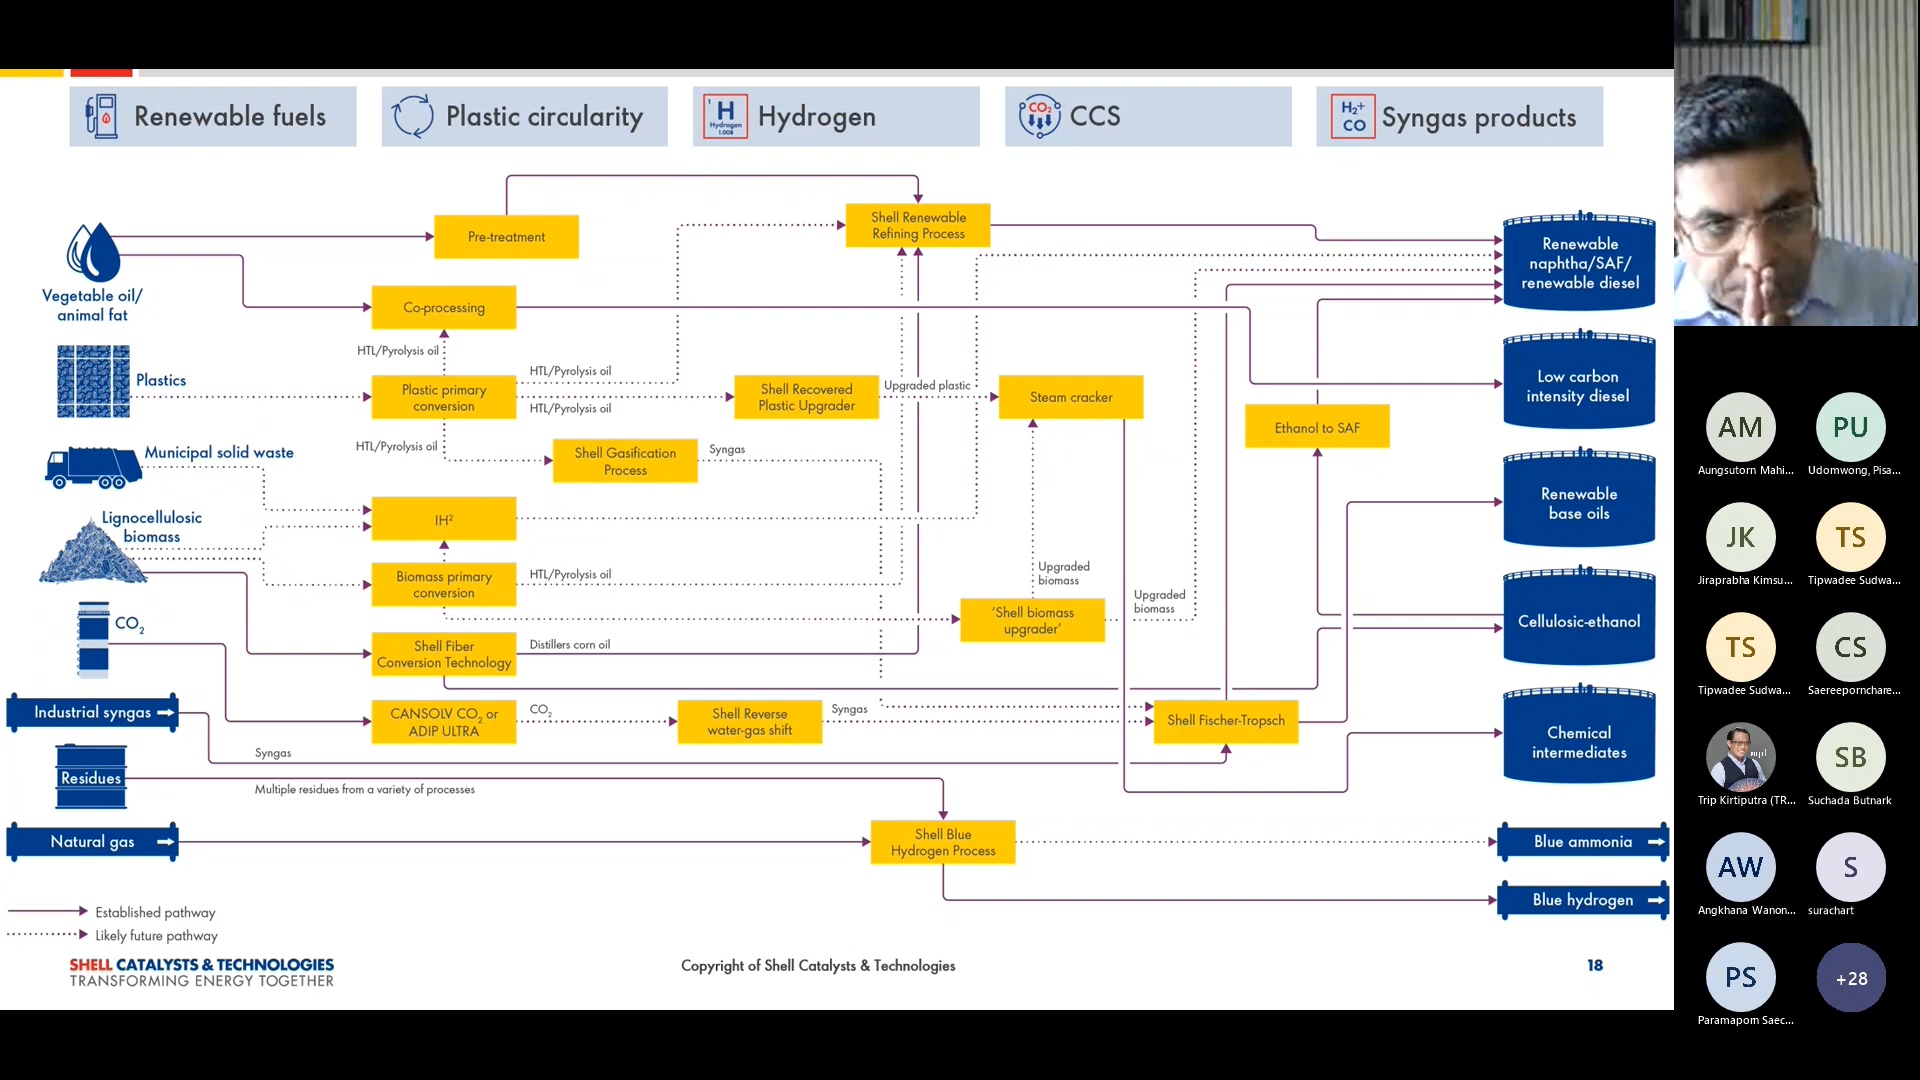 Renewable fuels
Plastic circularity
1
H
Hydrogen
1.008
Hydrogen
CO2
CCS
H2+
CO
Syngas products
Pre-treatment
Shell Renewable
Refining Process
Vegetable oil/
animal fat
Co-processing
Renewable
naphtha/SAF/
renewable diesel
HTL/Pyrolysis oil
Plastics
Plastic primary
conversion
HTL/Pyrolysis oil
HTL/Pyrolysis oil
Shell Recovered
Plastic Upgrader
Upgraded plastic
Steam cracker
Low carbon
intensity diesel
Ethanol to SAF
HTL/Pyrolysis oil
Shell Gasification
Process
Syngas
Municipal solid waste
Lignocellulosic
biomass
IH²
Renewable
base oils
Biomass primary
conversion
HTL/Pyrolysis oil
Upgraded
biomass
'Shell biomass
upgrader'
Upgraded
biomass
Cellulosic-ethanol
CO2
Shell Fiber
Conversion Technology
Distillers corn oil
Industrial syngas
CANSOLV CO2 or
ADIP ULTRA
CO2
Shell Reverse
water-gas shift
Syngas
Shell Fischer-Tropsch
Chemical
intermediates
Syngas
Residues
Multiple residues from a variety of processes
Natural gas
Shell Blue
Hydrogen Process
Blue ammonia
Blue hydrogen
Established pathway
Likely future pathway
SHELL CATALYSTS & TECHNOLOGIES
TRANSFORMING ENERGY TOGETHER
Copyright of Shell Catalysts & Technologies
18
AM
Aungsutorn Mahi...
PU
Udomwong, Pisa...
JK
Jiraprabha Kimsu...
TS
Tipwadee Sudwa...
TS
Tipwadee Sudwa...
CS
Saereepornchare...
Trip Kirtiputra (TR...
SB
Suchada Butnark
AW
Angkhana Wanon...
S
surachart
PS
Paramaporn Saec...
+28